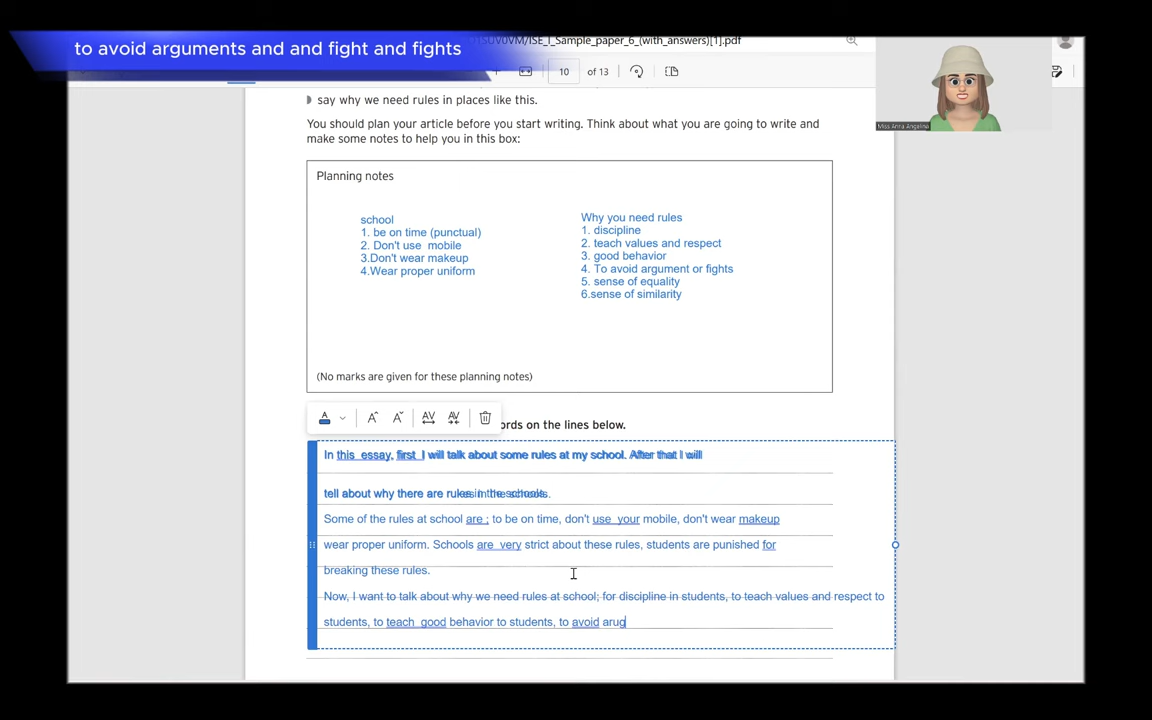 to avoid arguments and and fight and fights
ISE_I_Sample_paper_6_(with_answers)[1].pdf
10 of 13
Miss Anna Angelina
say why we need rules in places like this.
You should plan your article before you start writing. Think about what you are going to write and
make some notes to help you in this box:
Planning notes
school
1. be on time (punctual)
2. Don't use mobile
3.Don't wear makeup
4.Wear proper uniform
Why you need rules
1. discipline
2. teach values and respect
3. good behavior
4. To avoid argument or fights
5. sense of equality
6.sense of similarity
(No marks are given for these planning notes)
ords on the lines below.
In this essay, first I will talk about some rules at my school. After that I will
tell about why there are rules in the schools.
Some of the rules at school are ; to be on time, don't use your mobile, don't wear makeup
wear proper uniform. Schools are very strict about these rules, students are punished for
breaking these rules.
Now, I want to talk about why we need rules at school; for discipline in students, to teach values and respect to
students, to teach good behavior to students, to avoid arug